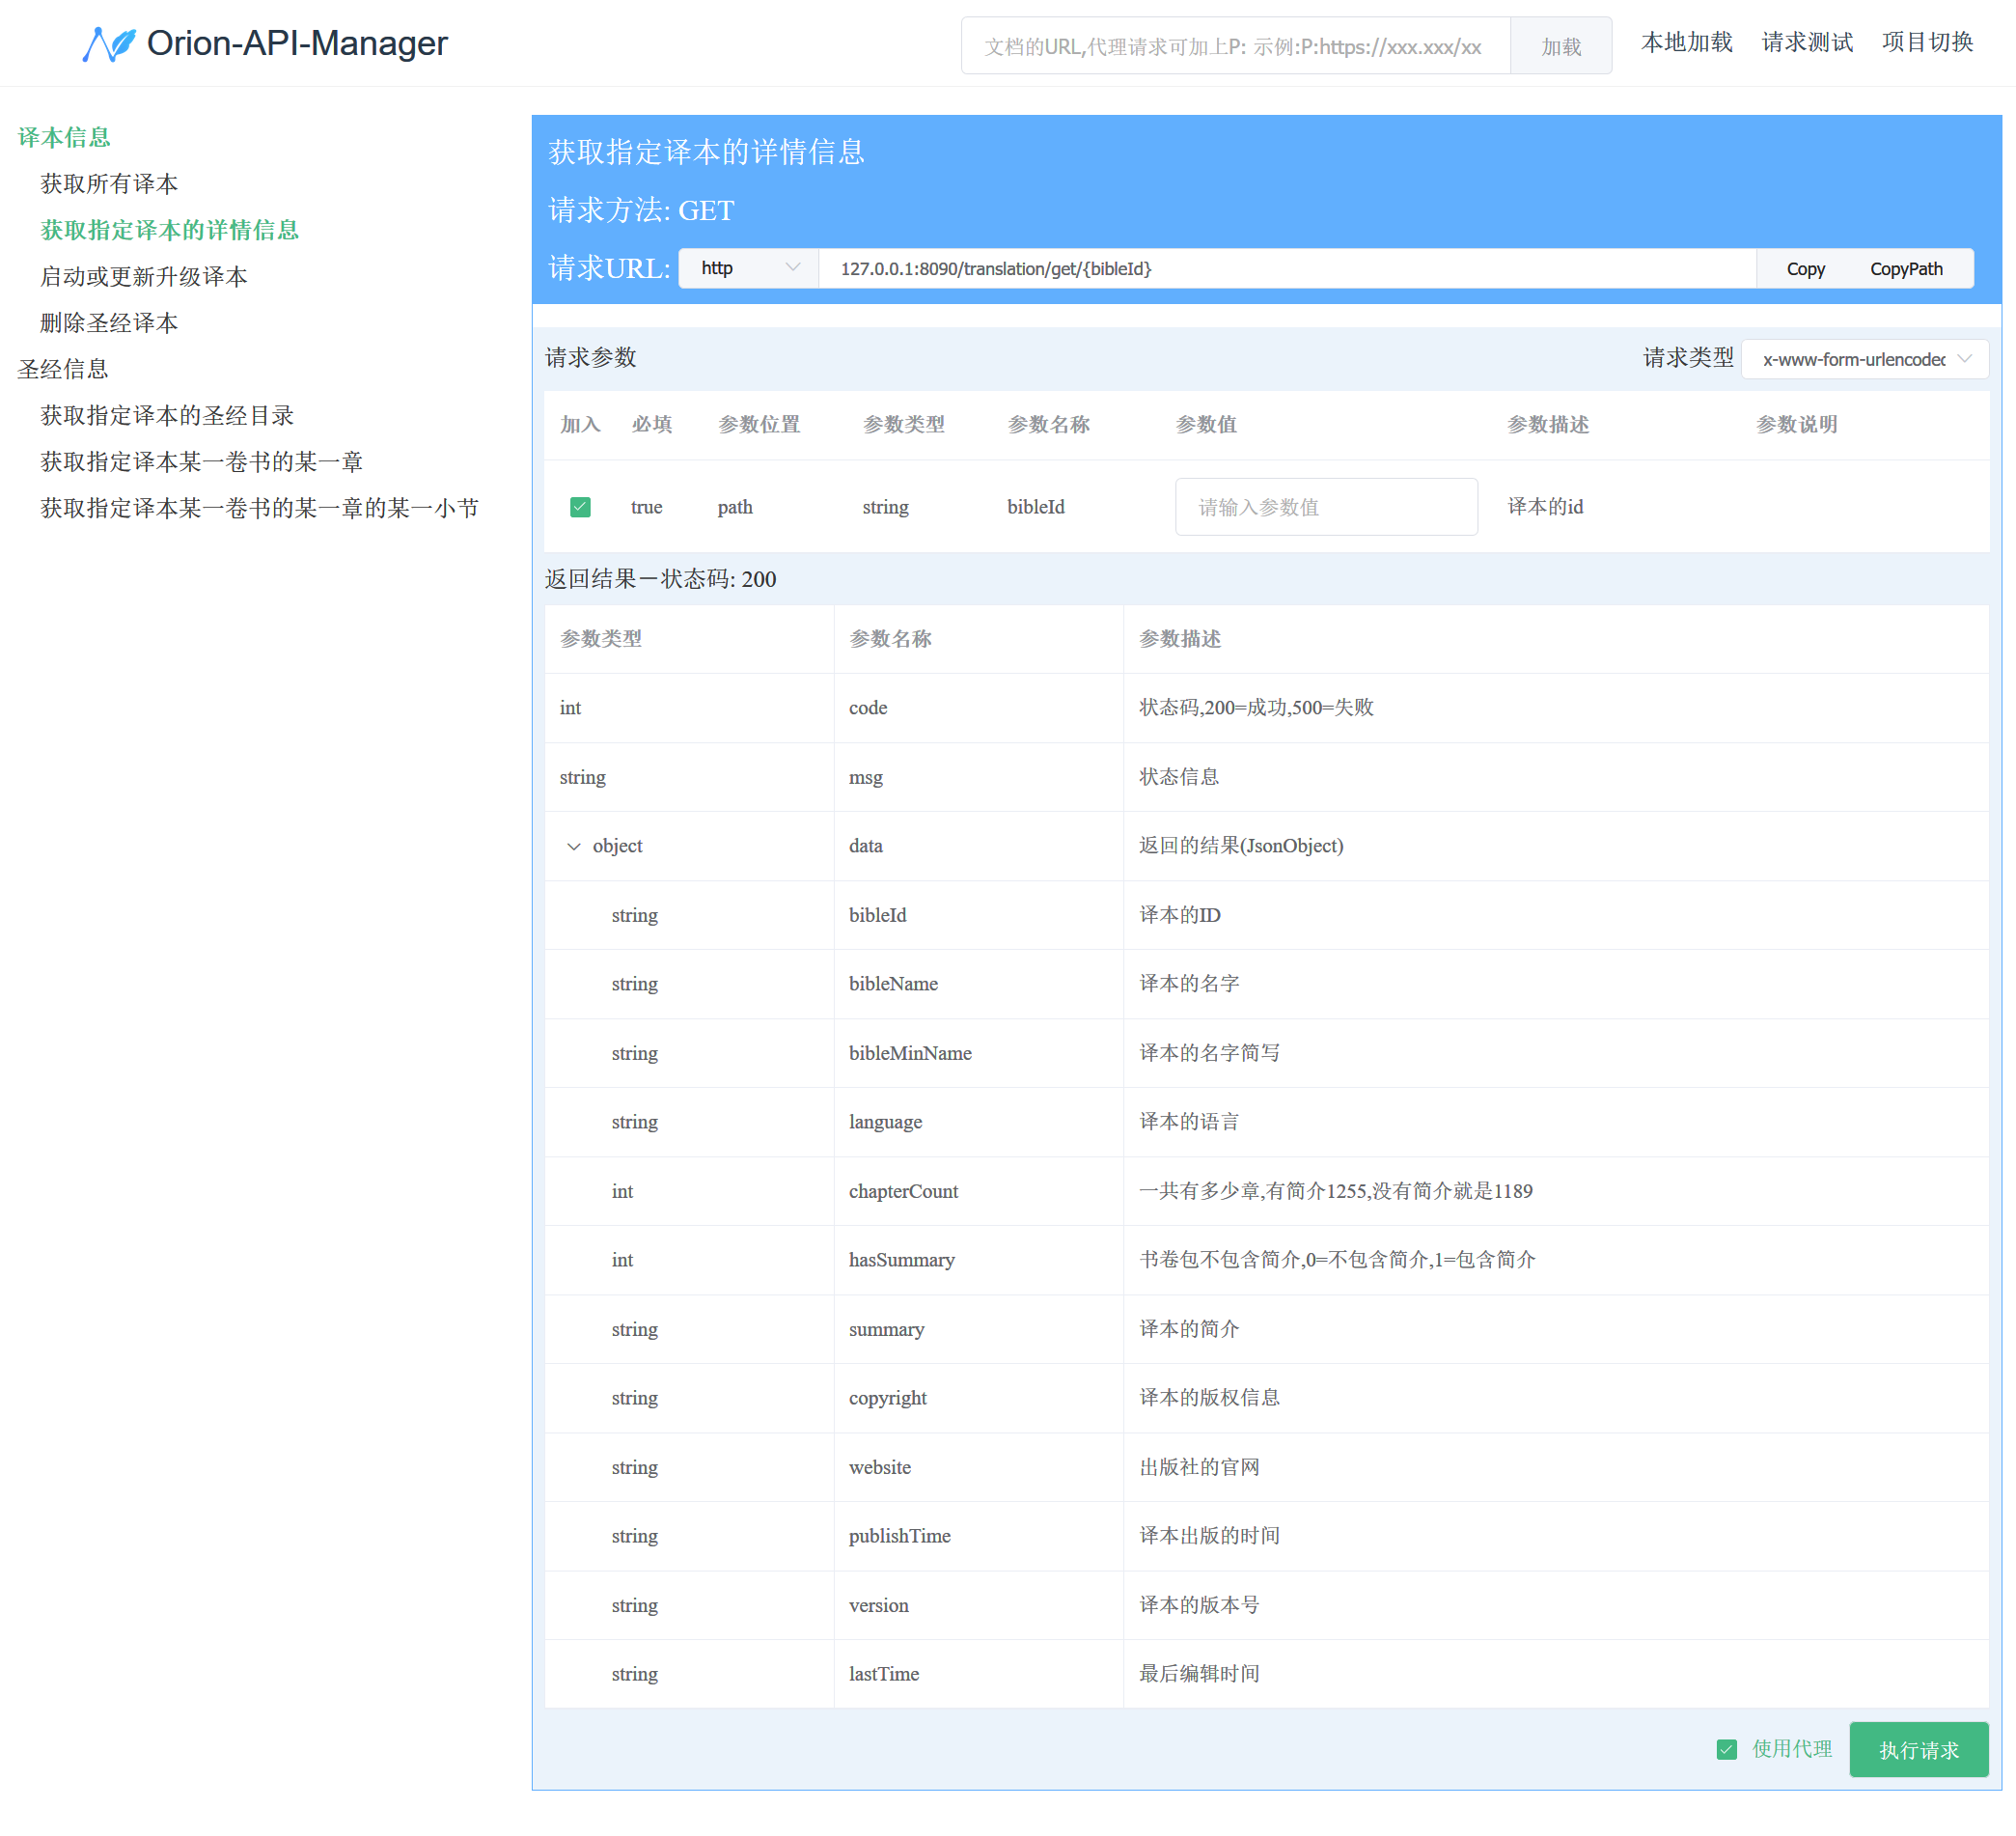 Orion-API-Manager
文档的URL,代理请求可加上P: 示例:P:https://xxx.xxx/xx 加载 本地加载 请求测试 项目切换
译本信息
获取所有译本
获取指定译本的详情信息
启动或更新升级译本
删除圣经译本
圣经信息
获取指定译本的圣经目录
获取指定译本某一卷书的某一章
获取指定译本某一卷书的某一章的某一小节
获取指定译本的详情信息
请求方法: GET
请求URL: http 127.0.0.1:8090/translation/get/{bibleId} Copy CopyPath
请求参数 请求类型 x-www-form-urlencoded
加入 必填 参数位置 参数类型 参数名称 参数值 参数描述 参数说明
true path string bibleId 请输入参数值 译本的id
返回结果－状态码: 200
参数类型 参数名称 参数描述
int code 状态码,200=成功,500=失败
string msg 状态信息
object data 返回的结果(JsonObject)
string bibleId 译本的ID
string bibleName 译本的名字
string bibleMinName 译本的名字简写
string language 译本的语言
int chapterCount 一共有多少章,有简介1255,没有简介就是1189
int hasSummary 书卷包不包含简介,0=不包含简介,1=包含简介
string summary 译本的简介
string copyright 译本的版权信息
string website 出版社的官网
string publishTime 译本出版的时间
string version 译本的版本号
string lastTime 最后编辑时间
使用代理 执行请求